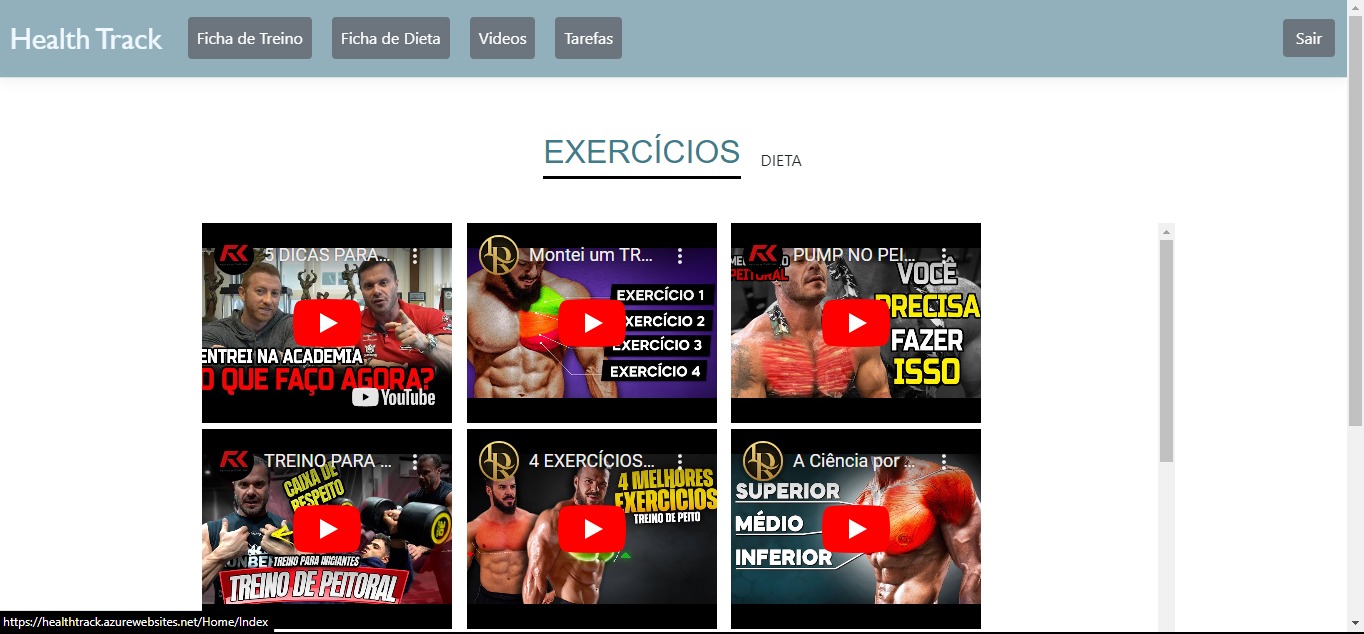 Health Track
Ficha de Treino
Ficha de Dieta
Videos
Tarefas
Sair
EXERCÍCIOS
DIETA
5 DICAS PARA...
ENTREI NA ACADEMIA
O QUE FAÇO AGORA?
YouTube
Montei um TR...
EXERCÍCIO 1
EXERCÍCIO 2
EXERCÍCIO 3
EXERCÍCIO 4
PUMP NO PEI...
PEITORAL
VOCÊ
PRECISA
FAZER
ISSO
TREINO PARA ...
CAIXA DE
RESPEITO
TREINO PARA INICIANTES
TREINO DE PEITORAL
4 EXERCÍCIOS...
4 MELHORES
EXERCICIOS
TREINO DE PEITO
A Ciência por ...
SUPERIOR
MÉDIO
INFERIOR
https://healthtrack.azurewebsites.net/Home/Index